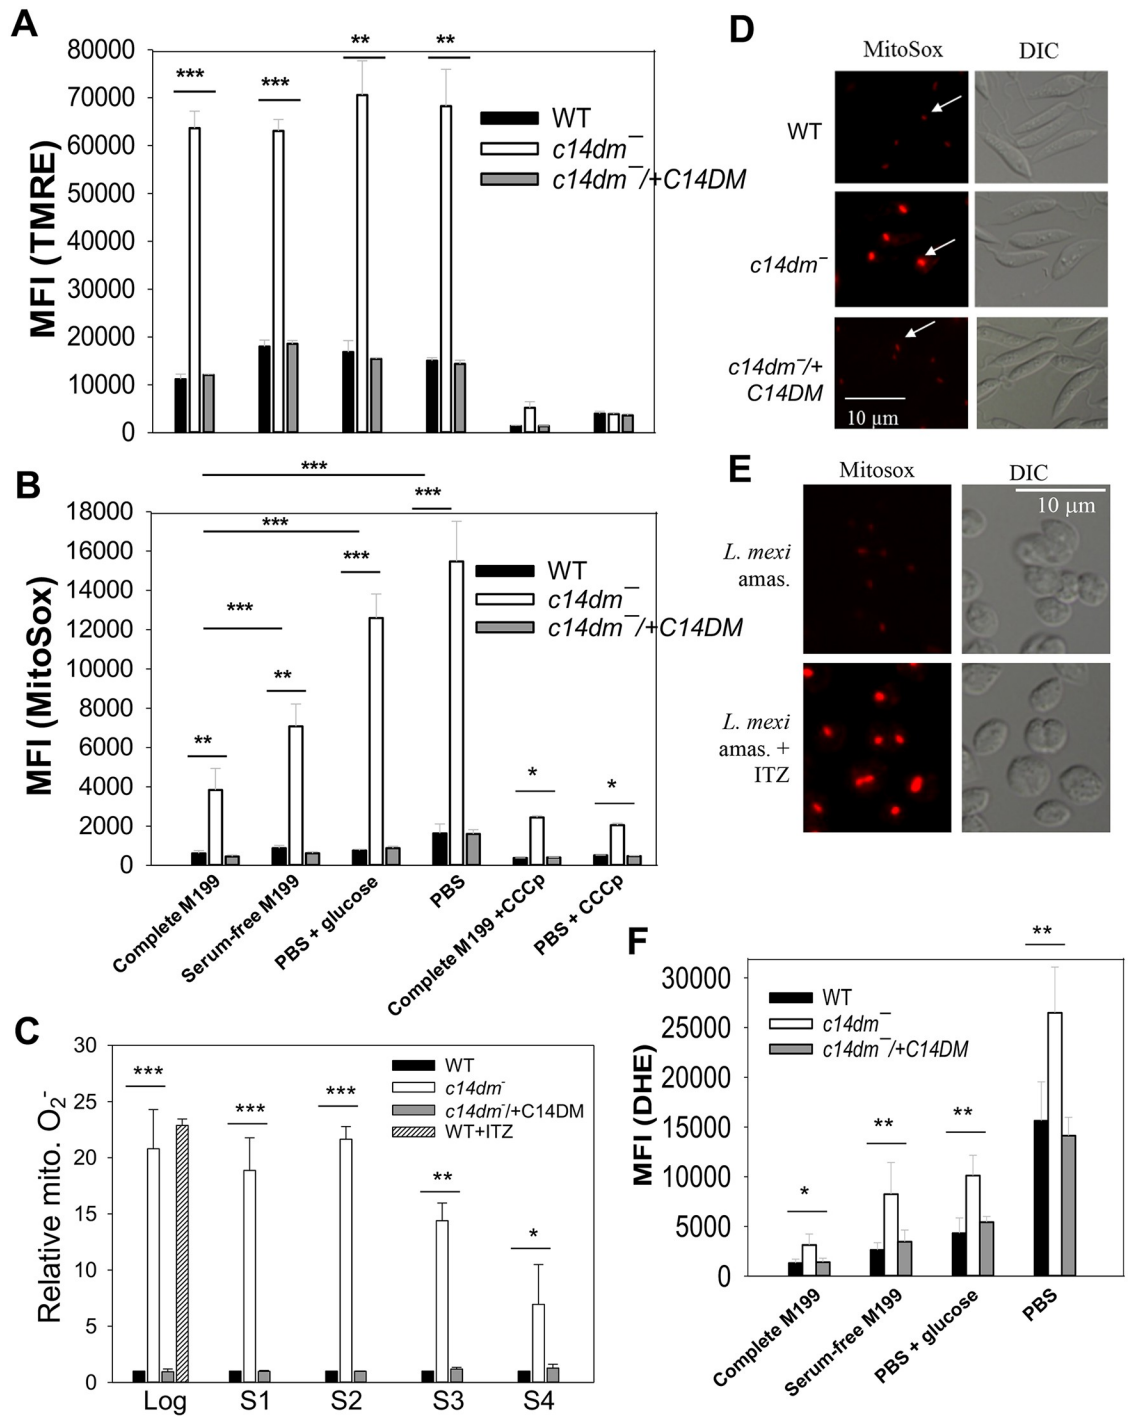 A
80000
70000
60000
50000
40000
30000
20000
10000
0
MFI (TMRE)
***
***
**
**
WT
c14dm⁻
c14dm⁻/+C14DM
B
18000
16000
14000
12000
10000
8000
6000
4000
2000
0
MFI (MitoSox)
***
***
***
***
***
**
**
*
*
WT
c14dm⁻
c14dm⁻/+C14DM
Complete M199
Serum-free M199
PBS + glucose
PBS
Complete M199 +CCCp
PBS + CCCp
C
30
25
20
15
10
5
0
Relative mito. O₂⁻
***
***
***
**
*
WT
c14dm⁻
c14dm⁻/+C14DM
WT+ITZ
Log
S1
S2
S3
S4
D
MitoSox
DIC
WT
c14dm⁻
c14dm⁻/+
C14DM
10 µm
E
Mitosox
DIC
10 µm
L. mexi
amas.
L. mexi
amas. +
ITZ
F
30000
25000
20000
15000
10000
5000
0
MFI (DHE)
*
**
**
**
WT
c14dm⁻
c14dm⁻/+C14DM
Complete M199
Serum-free M199
PBS + glucose
PBS